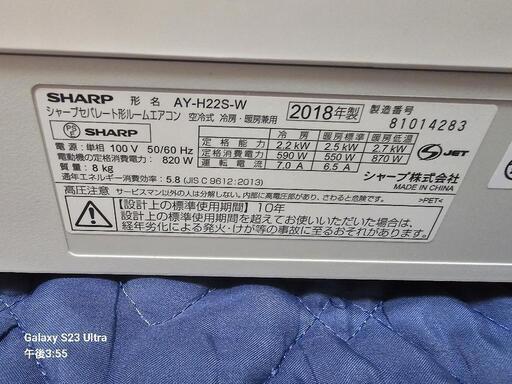 SHARP 形名 AY-H22S-W
シャープセパレート形ルームエアコン 空冷式 冷房・暖房兼用
2018年製 製造番号
81014283
PS E
電源:単相 100 V 50/60 Hz
電動機の定格消費電力: 820 W
質量: 8 kg
冷房 暖房標準 暖房低温
定格能力 2.2 kW 2.5 kW 2.7 kW
定格消費電力 590 W 550 W 870 W
運転電流 7.0 A 6.5 A
S JET
通年エネルギー消費効率: 5.8 (JIS C 9612:2013)
シャープ株式会社
MADE IN CHINA
高圧注意 サービスマン以外の人は分解しない。内部に高電圧部があり、さわると危険です。
>PET<
【設計上の標準使用期間】10年
設計上の標準使用期間を超えてお使いいただいた場合は、
経年劣化による発火・けが等の事故に至るおそれがあります。
Galaxy S23 Ultra
午後3:55